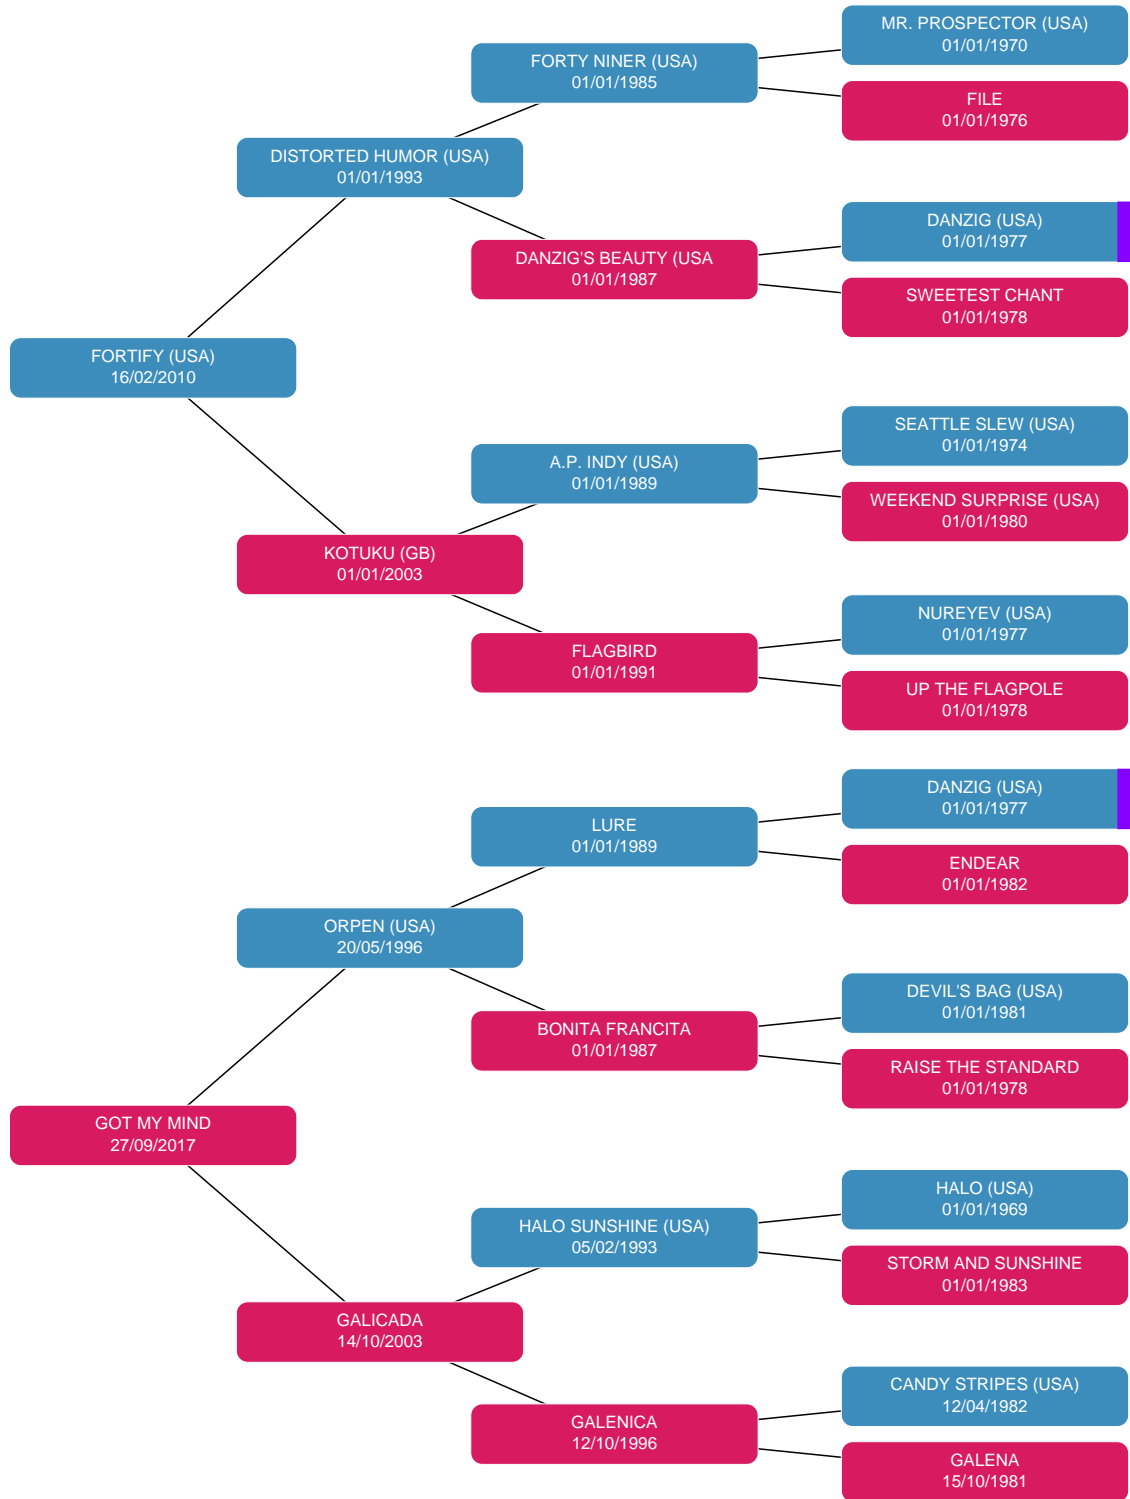 MR. PROSPECTOR (USA)
01/01/1970
FORTY NINER (USA)
01/01/1985
FILE
01/01/1976
DISTORTED HUMOR (USA)
01/01/1993
DANZIG (USA)
01/01/1977
DANZIG'S BEAUTY (USA
01/01/1987
SWEETEST CHANT
01/01/1978
FORTIFY (USA)
16/02/2010
SEATTLE SLEW (USA)
01/01/1974
A.P. INDY (USA)
01/01/1989
WEEKEND SURPRISE (USA)
01/01/1980
KOTUKU (GB)
01/01/2003
NUREYEV (USA)
01/01/1977
FLAGBIRD
01/01/1991
UP THE FLAGPOLE
01/01/1978
DANZIG (USA)
01/01/1977
LURE
01/01/1989
ENDEAR
01/01/1982
ORPEN (USA)
20/05/1996
DEVIL'S BAG (USA)
01/01/1981
BONITA FRANCITA
01/01/1987
RAISE THE STANDARD
01/01/1978
GOT MY MIND
27/09/2017
HALO (USA)
01/01/1969
HALO SUNSHINE (USA)
05/02/1993
STORM AND SUNSHINE
01/01/1983
GALICADA
14/10/2003
CANDY STRIPES (USA)
12/04/1982
GALENICA
12/10/1996
GALENA
15/10/1981